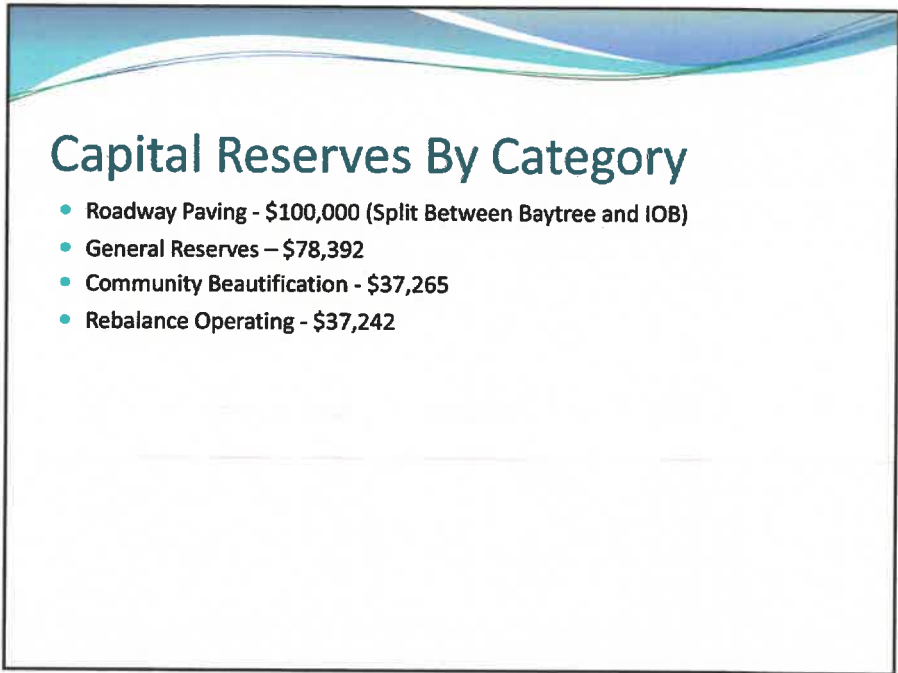 Capital Reserves By Category
• Roadway Paving - $100,000 (Split Between Baytree and IOB)
• General Reserves – $78,392
• Community Beautification - $37,265
• Rebalance Operating - $37,242